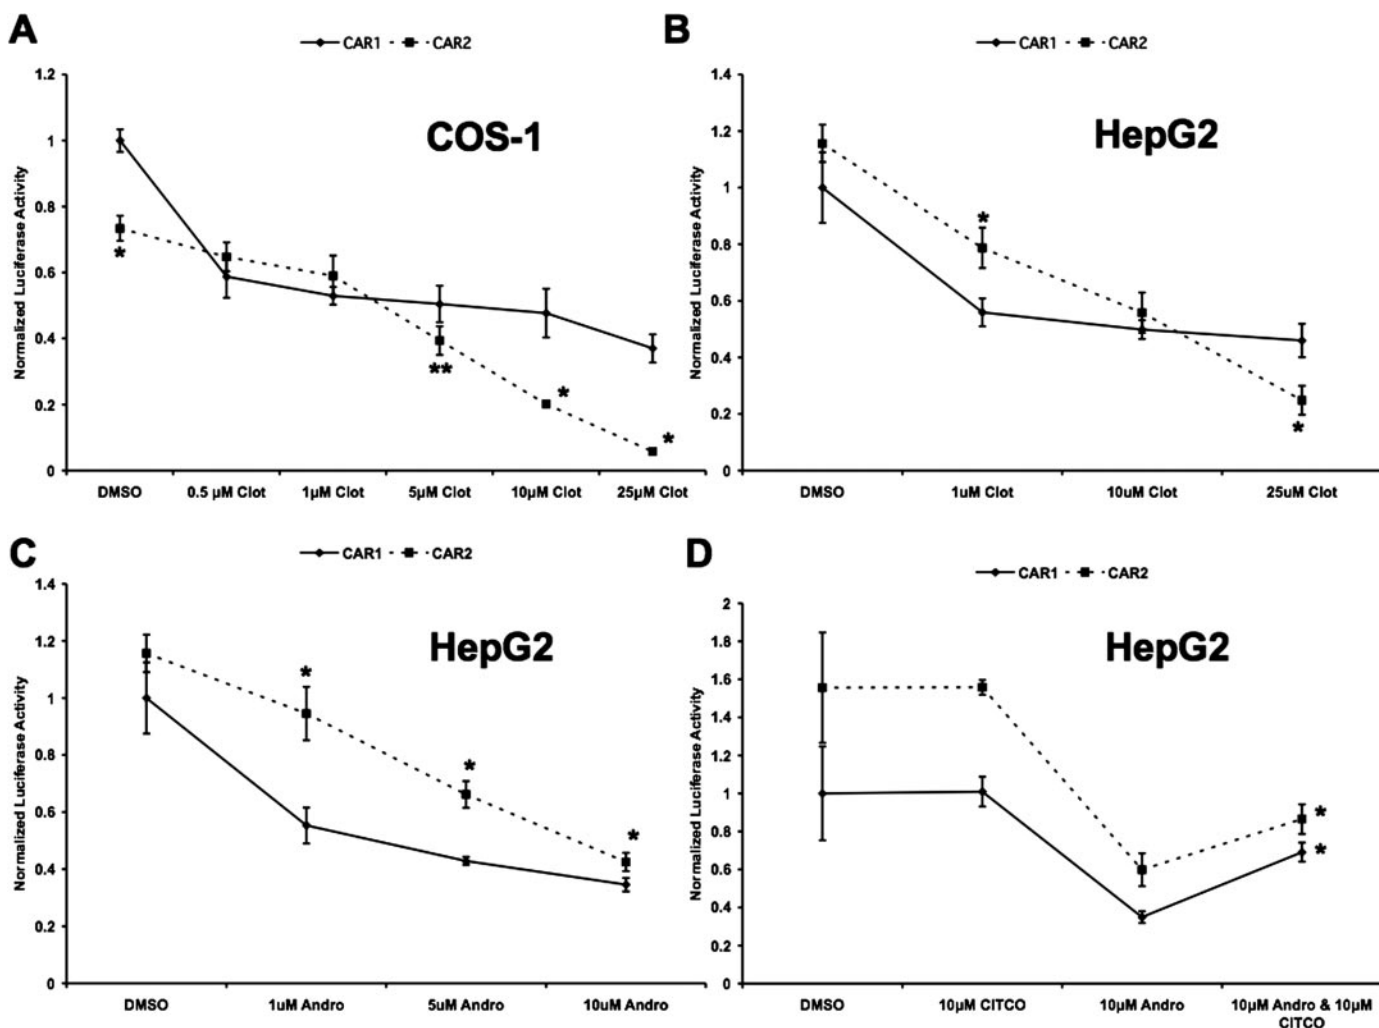 A
CAR1 CAR2
COS-1
Normalized Luciferase Activity
1.2
1
0.8
0.6
0.4
0.2
0
*
**
*
*
DMSO 0.5 µM Clot 1µM Clot 5µM Clot 10µM Clot 25µM Clot
B
CAR1 CAR2
HepG2
Normalized Luciferase Activity
1.4
1.2
1
0.8
0.6
0.4
0.2
0
*
*
DMSO 1uM Clot 10uM Clot 25uM Clot
C
CAR1 CAR2
HepG2
Normalized Luciferase Activity
1.4
1.2
1
0.8
0.6
0.4
0.2
0
*
*
*
DMSO 1uM Andro 5uM Andro 10uM Andro
D
CAR1 CAR2
HepG2
Normalized Luciferase Activity
2
1.8
1.6
1.4
1.2
1
0.8
0.6
0.4
0.2
0
*
*
DMSO 10µM CITCO 10µM Andro 10µM Andro & 10µM
CITCO